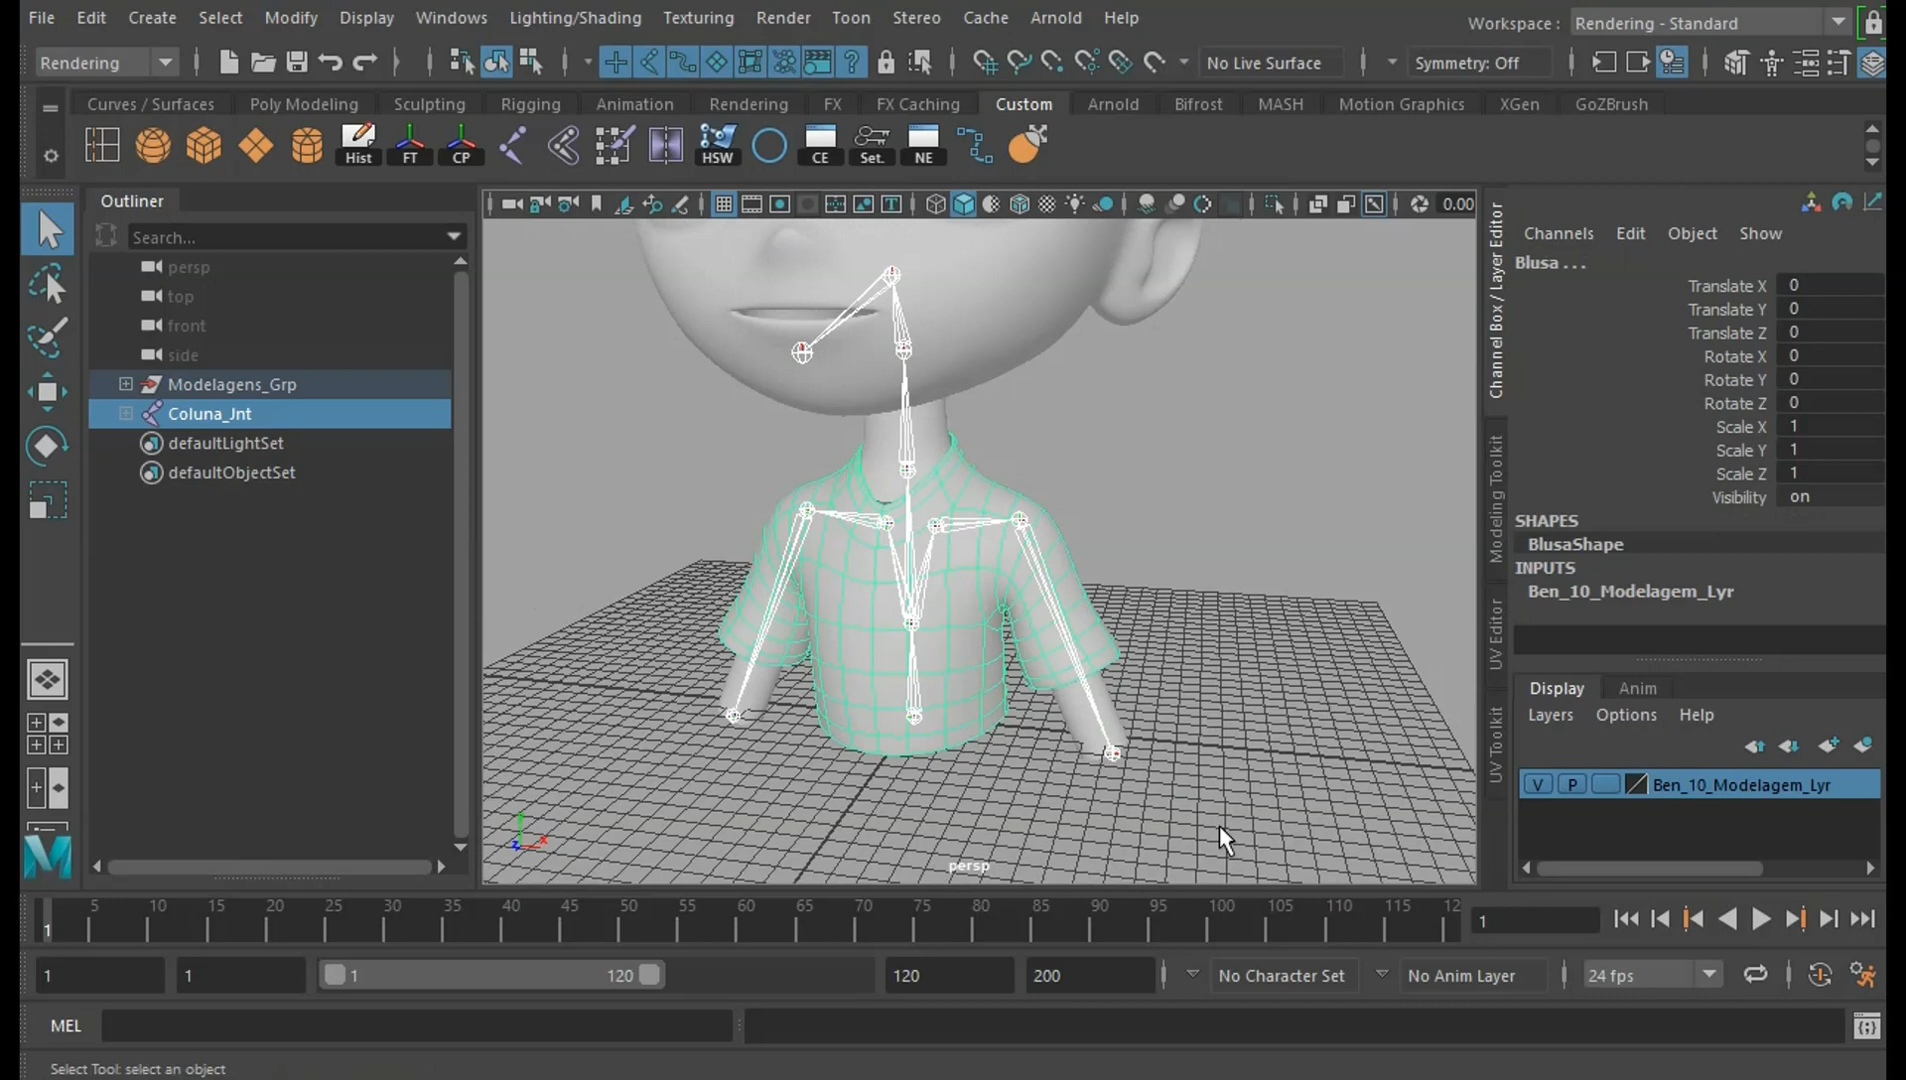 File Edit Create Select Modify Display Windows Lighting/Shading Texturing Render Toon Stereo Cache Arnold Help
Workspace : Rendering - Standard
Rendering
No Live Surface
Symmetry: Off
Curves / Surfaces Poly Modeling Sculpting Rigging Animation Rendering FX FX Caching Custom Arnold Bifrost MASH Motion Graphics XGen GoZBrush
Hist FT CP HSW CE Set. NE
Outliner
Search...
persp
top
front
side
Modelagens_Grp
Coluna_Jnt
defaultLightSet
defaultObjectSet
0.00
persp
Channel Box / Layer Editor
Modeling Toolkit
UV Editor
UV Toolkit
Channels Edit Object Show
Blusa ...
Translate X 0
Translate Y 0
Translate Z 0
Rotate X 0
Rotate Y 0
Rotate Z 0
Scale X 1
Scale Y 1
Scale Z 1
Visibility on
SHAPES
BlusaShape
INPUTS
Ben_10_Modelagem_Lyr
Display Anim
Layers Options Help
V P Ben_10_Modelagem_Lyr
5 10 15 20 25 30 35 40 45 50 55 60 65 70 75 80 85 90 95 100 105 110 115 12
1
1
1 1 1 120 120 200 No Character Set No Anim Layer 24 fps
MEL
Select Tool: select an object